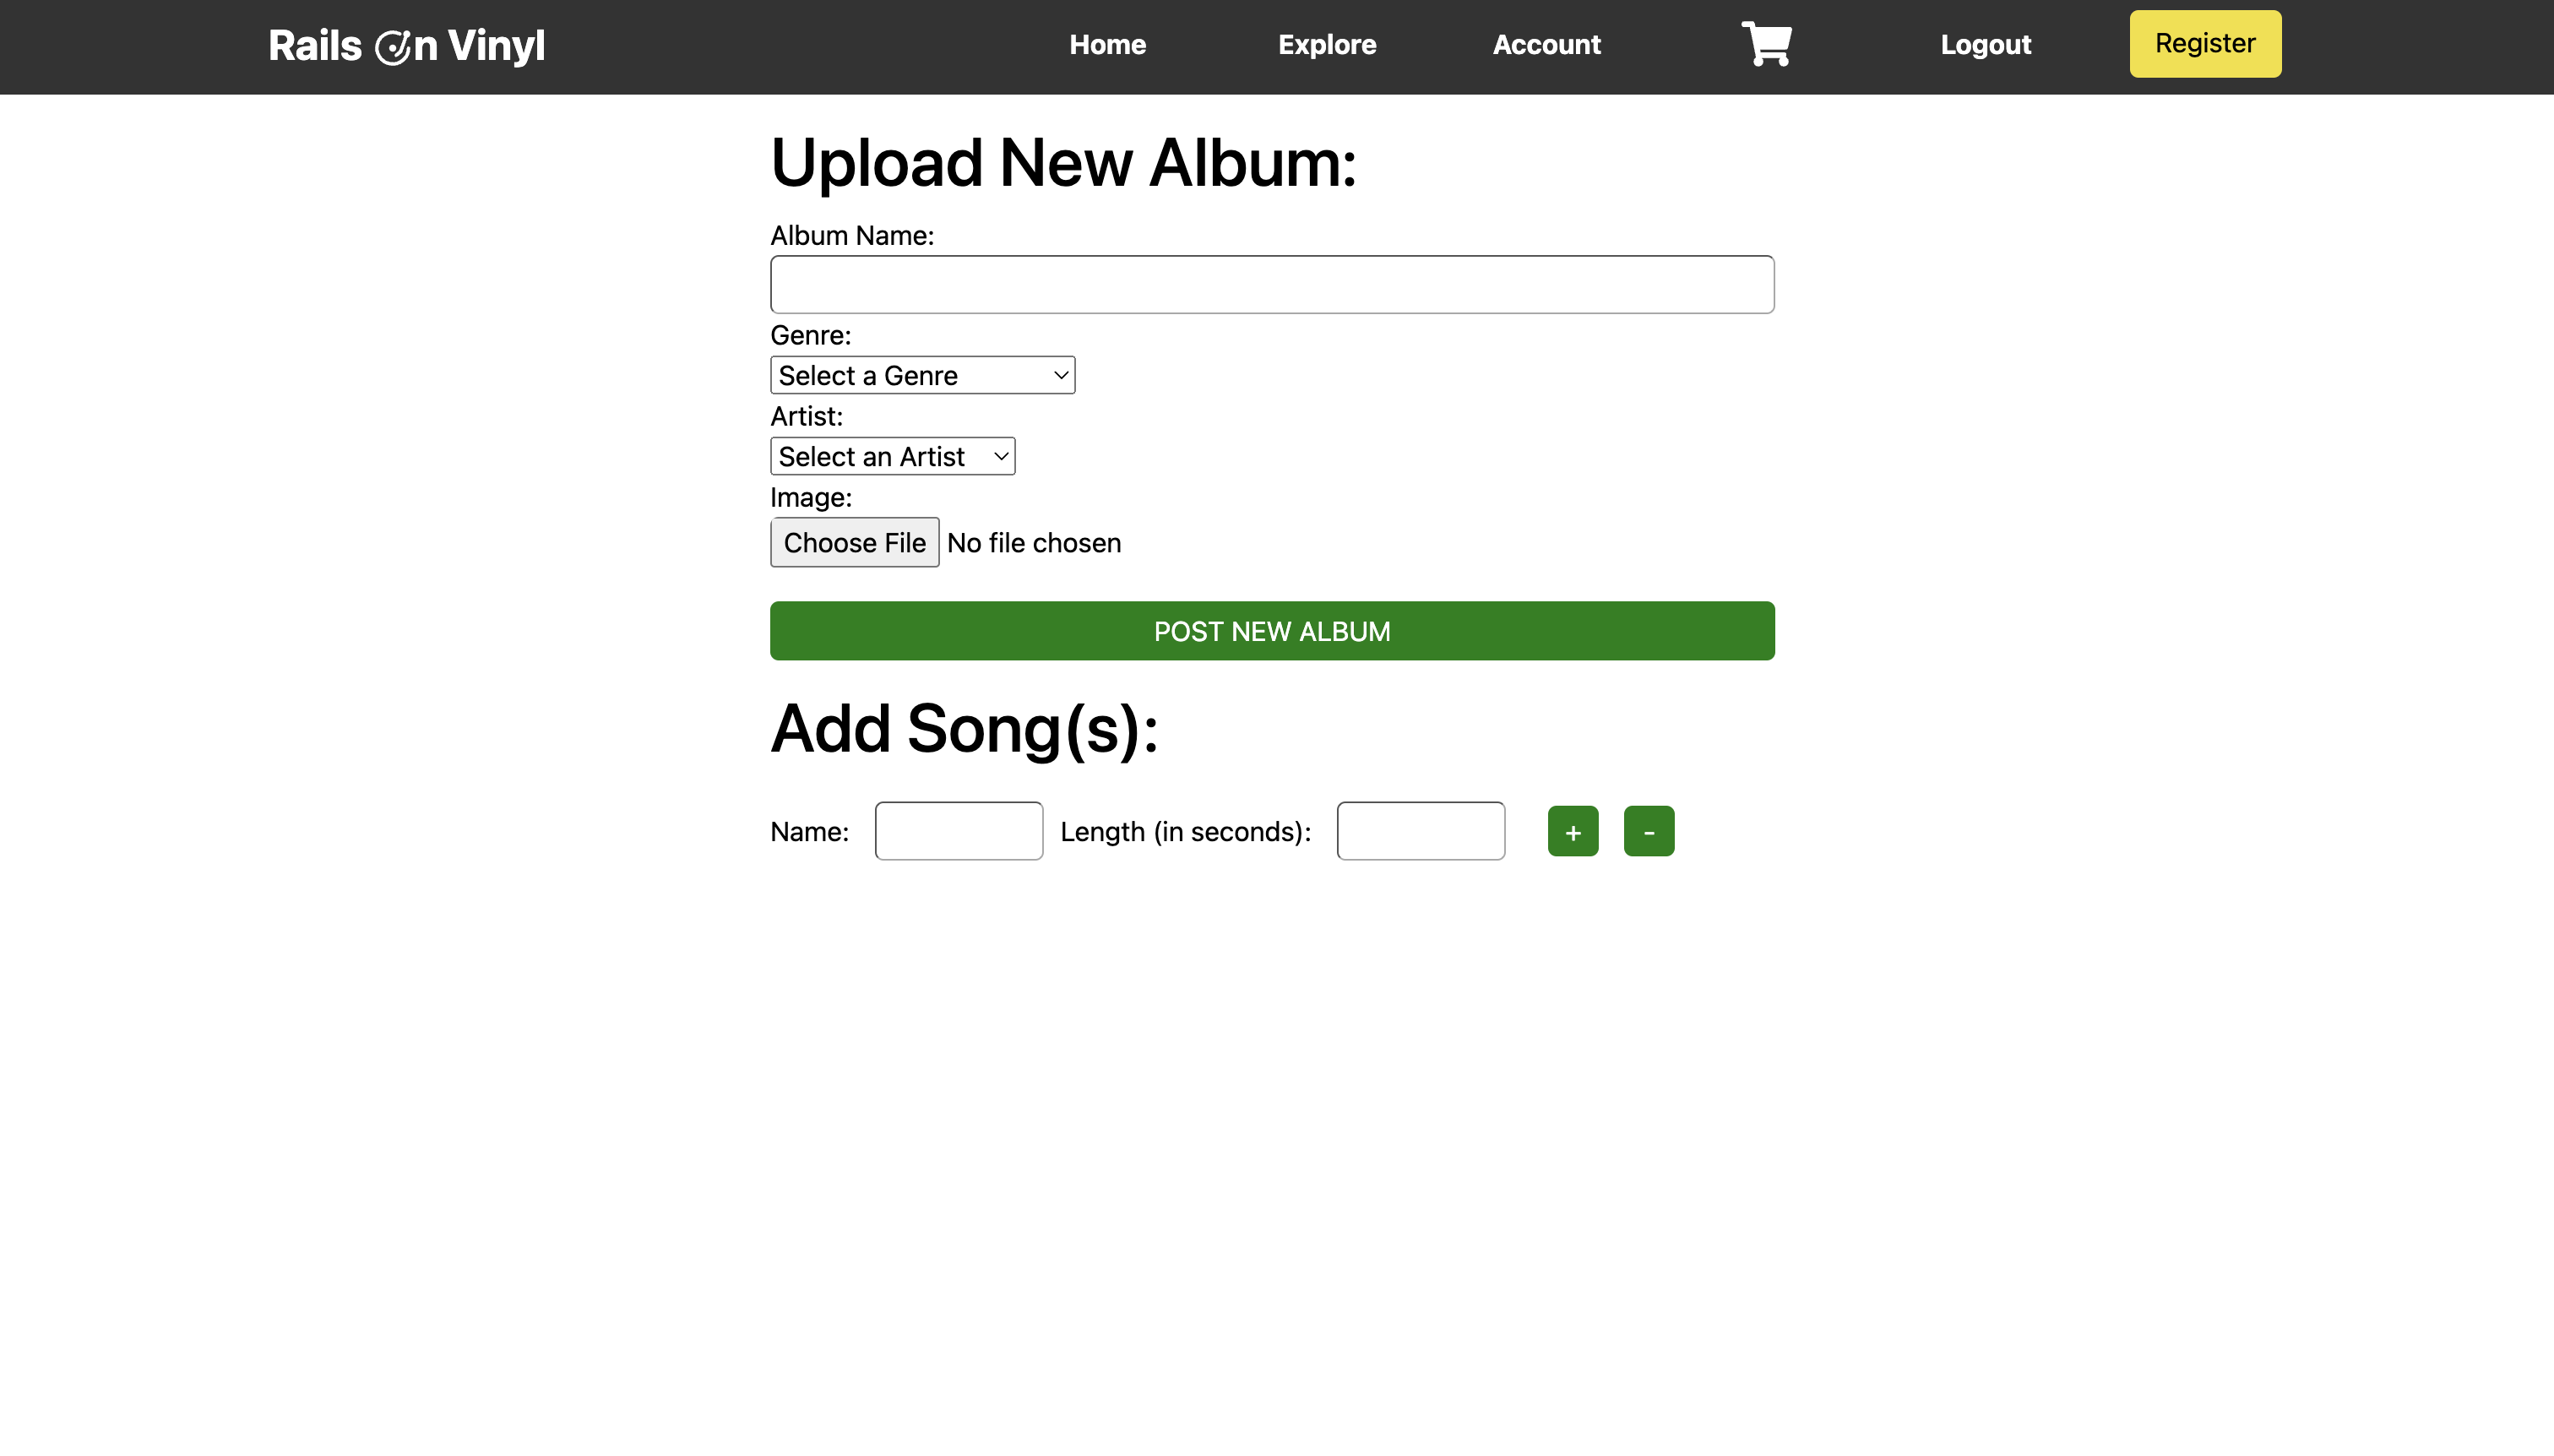 Rails On Vinyl Home Explore Account Logout Register
Upload New Album:
Album Name:
Genre:
Select a Genre
Artist:
Select an Artist
Image:
Choose File No file chosen
POST NEW ALBUM
Add Song(s):
Name: Length (in seconds): + -